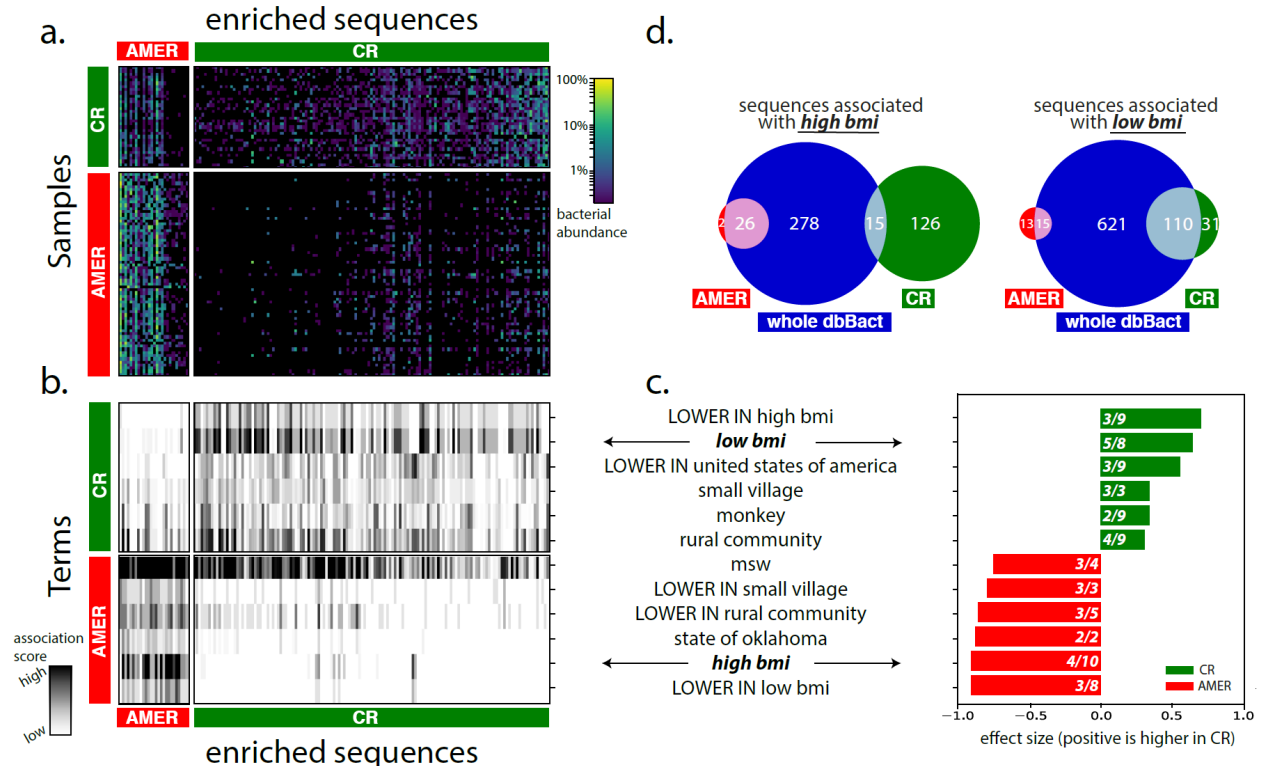 a.
enriched sequences
AMER
CR
CR
AMER
Samples
100%
10%
1%
bacterial
abundance
b.
CR
AMER
Terms
association
score
high
low
AMER
CR
enriched sequences
d.
sequences associated
with high bmi
2
26
278
15
126
AMER
CR
whole dbBact
sequences associated
with low bmi
13
15
621
110
31
AMER
CR
whole dbBact
c.
LOWER IN high bmi
low bmi
LOWER IN united states of america
small village
monkey
rural community
msw
LOWER IN small village
LOWER IN rural community
state of oklahoma
high bmi
LOWER IN low bmi
3/9
5/8
3/9
3/3
2/9
4/9
3/4
3/3
3/5
2/2
4/10
3/8
CR
AMER
−1.0
−0.5
0.0
0.5
1.0
effect size (positive is higher in CR)